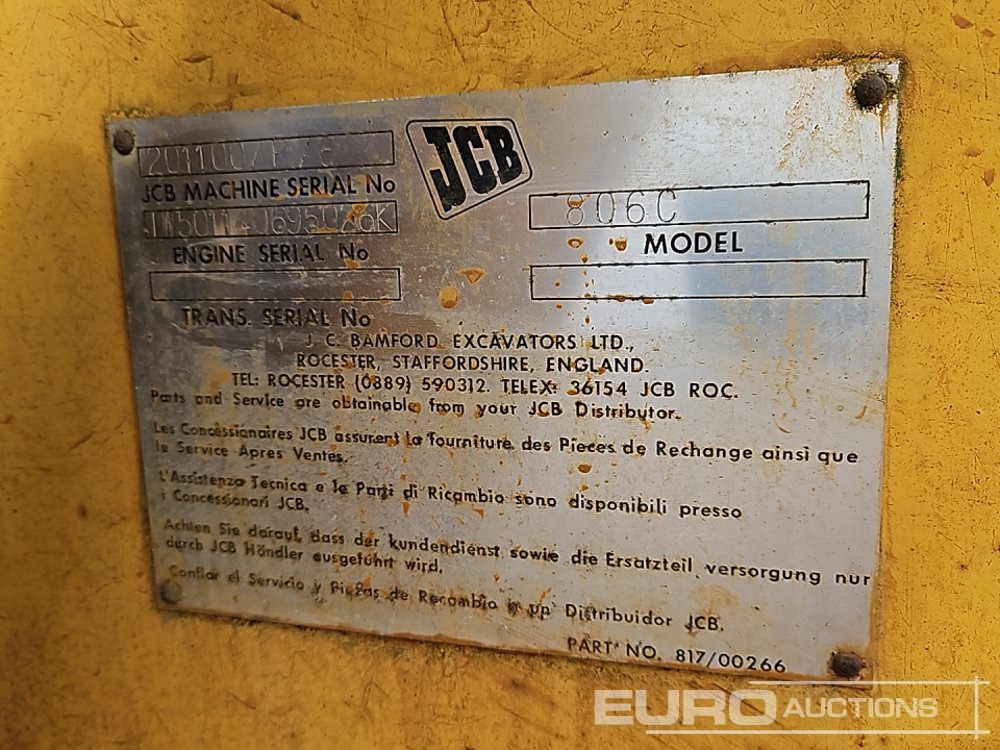 JCB
JCB MACHINE SERIAL No
806C
MODEL
ENGINE SERIAL No
TRANS. SERIAL No
J. C. BAMFORD EXCAVATORS LTD.,
ROCESTER, STAFFORDSHIRE, ENGLAND.
TEL: ROCESTER (0889) 590312. TELEX: 36154 JCB ROC.
Parts and Service are obtainable from your JCB Distributor.
Les Concessionaires JCB assurent la fourniture des Pieces de Rechange ainsi que
le Service Apres Ventes.
L'Assistenza Tecnica e le Parti di Ricambio sono disponibili presso
i Concessionari JCB.
Achten Sie darauf, dass der kundendienst sowie die Ersatzteil versorgung nur
durch JCB Händler ausgeführt wird.
Confiar el Servicio y Piezas de Recambio a un Distribuidor JCB.
PART NO. 817/00266
EURO AUCTIONS